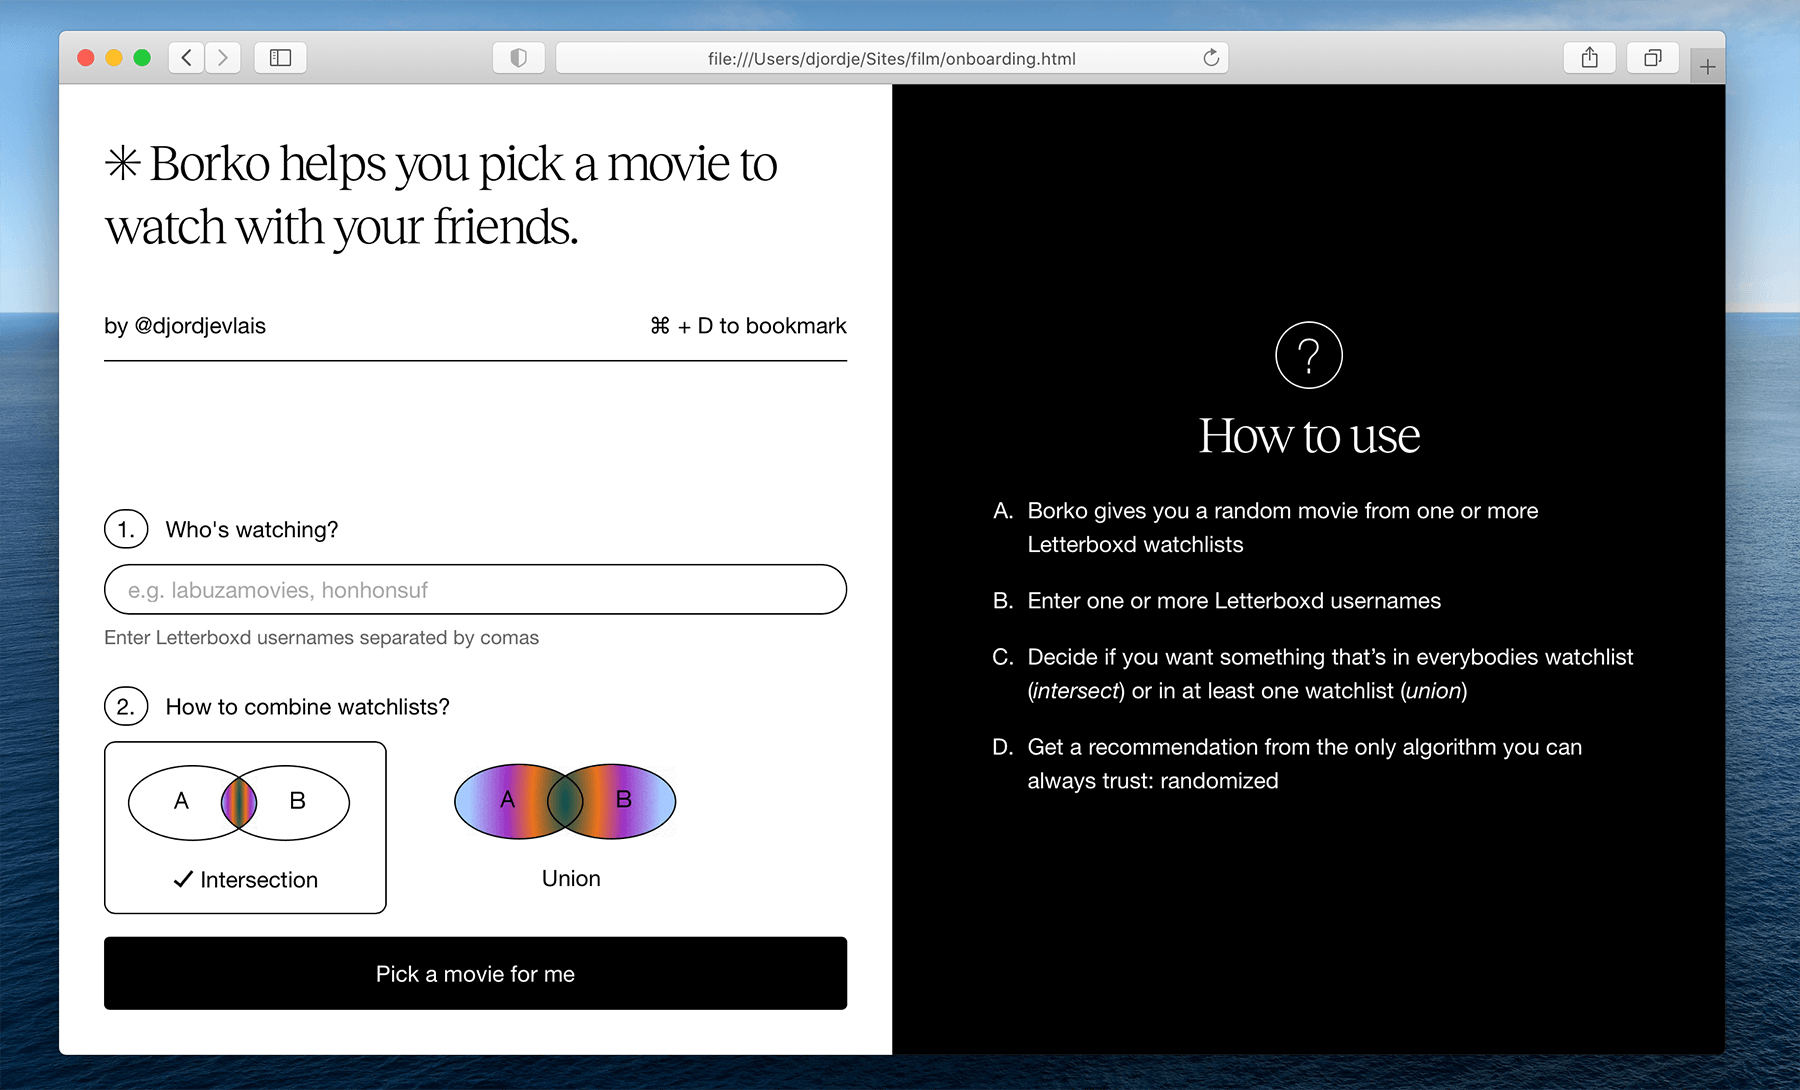 file:///Users/djordje/Sites/film/onboarding.html
✳ Borko helps you pick a movie to
watch with your friends.
by @djordjevlais
⌘ + D to bookmark
1. Who's watching?
e.g. labuzamovies, honhonsuf
Enter Letterboxd usernames separated by comas
2. How to combine watchlists?
A B
✓ Intersection
A B
Union
Pick a movie for me
?
How to use
A. Borko gives you a random movie from one or more
Letterboxd watchlists
B. Enter one or more Letterboxd usernames
C. Decide if you want something that’s in everybodies watchlist
(intersect) or in at least one watchlist (union)
D. Get a recommendation from the only algorithm you can
always trust: randomized